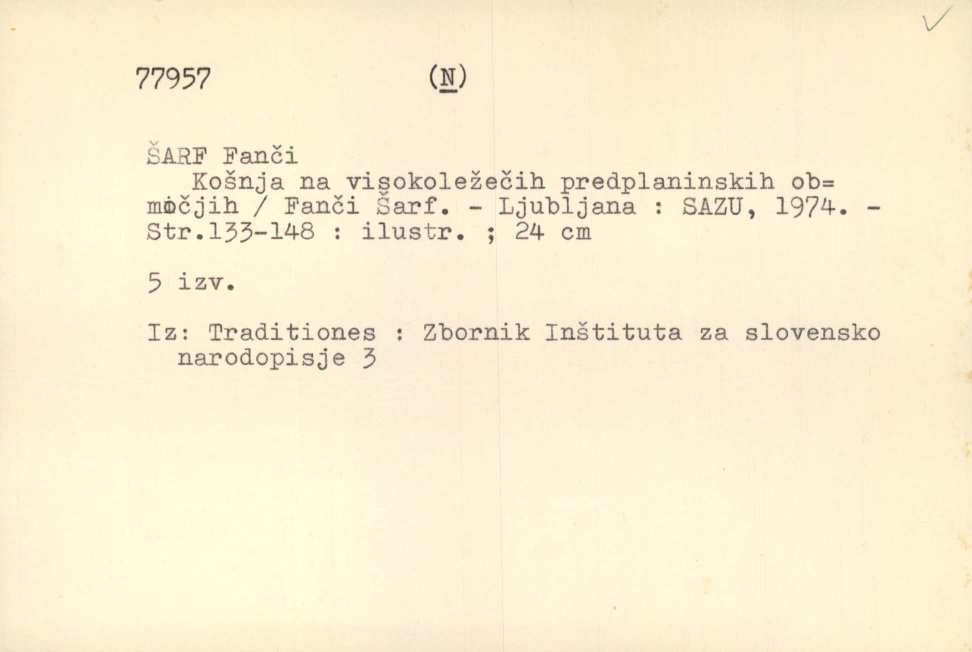 77957 (N)
ŠARF Fanči
Košnja na visokoležečih predplaninskih ob=
močjih / Fanči Šarf. - Ljubljana : SAZU, 1974. -
Str.133-148 : ilustr. ; 24 cm
5 izv.
Iz: Traditiones : Zbornik Inštituta za slovensko
narodopisje 3